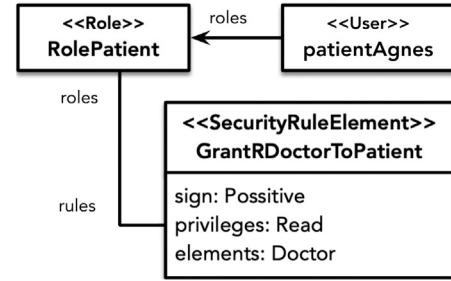 <<Role>>
RolePatient
roles
<<User>>
patientAgnes
roles
rules
<<SecurityRuleElement>>
GrantRDoctorToPatient
sign: Possitive
privileges: Read
elements: Doctor